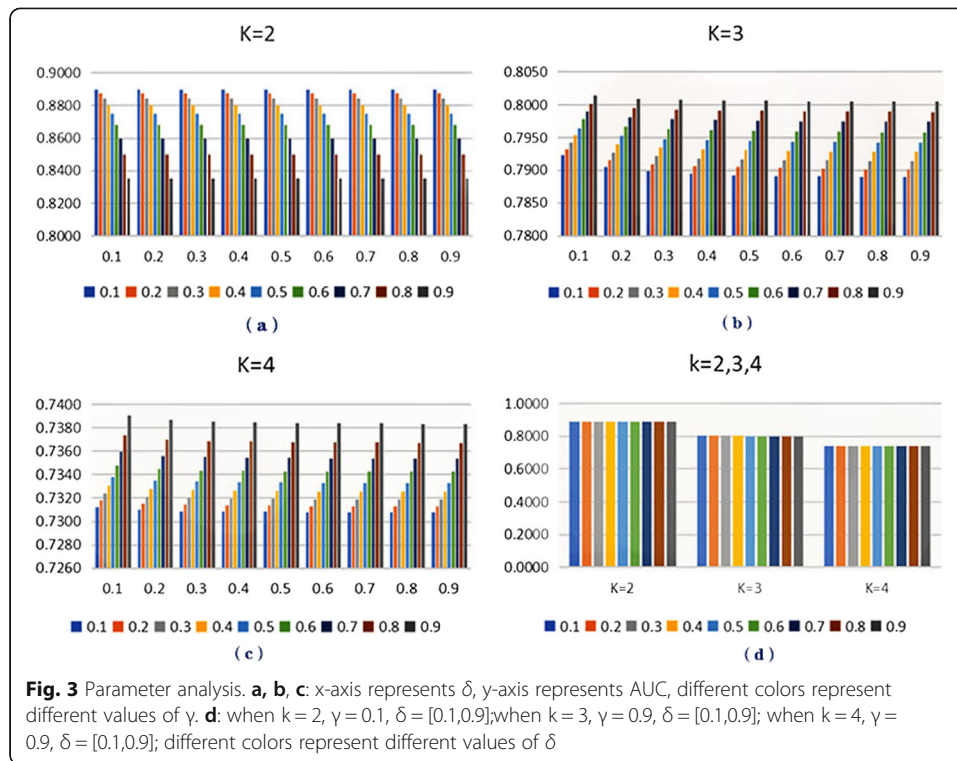 K=2
0.9000
0.8800
0.8600
0.8400
0.8200
0.8000
0.1 0.2 0.3 0.4 0.5 0.6 0.7 0.8 0.9
0.1 0.2 0.3 0.4 0.5 0.6 0.7 0.8 0.9
(a)
K=3
0.8050
0.8000
0.7950
0.7900
0.7850
0.7800
0.1 0.2 0.3 0.4 0.5 0.6 0.7 0.8 0.9
0.1 0.2 0.3 0.4 0.5 0.6 0.7 0.8 0.9
(b)
K=4
0.7400
0.7380
0.7360
0.7340
0.7320
0.7300
0.7280
0.7260
0.1 0.2 0.3 0.4 0.5 0.6 0.7 0.8 0.9
0.1 0.2 0.3 0.4 0.5 0.6 0.7 0.8 0.9
(c)
k=2,3,4
1.0000
0.8000
0.6000
0.4000
0.2000
0.0000
K=2 K=3 K=4
0.1 0.2 0.3 0.4 0.5 0.6 0.7 0.8 0.9
(d)
Fig. 3 Parameter analysis. a, b, c: x-axis represents δ, y-axis represents AUC, different colors represent
different values of γ. d: when k = 2, γ = 0.1, δ = [0.1,0.9];when k = 3, γ = 0.9, δ = [0.1,0.9]; when k = 4, γ =
0.9, δ = [0.1,0.9]; different colors represent different values of δ